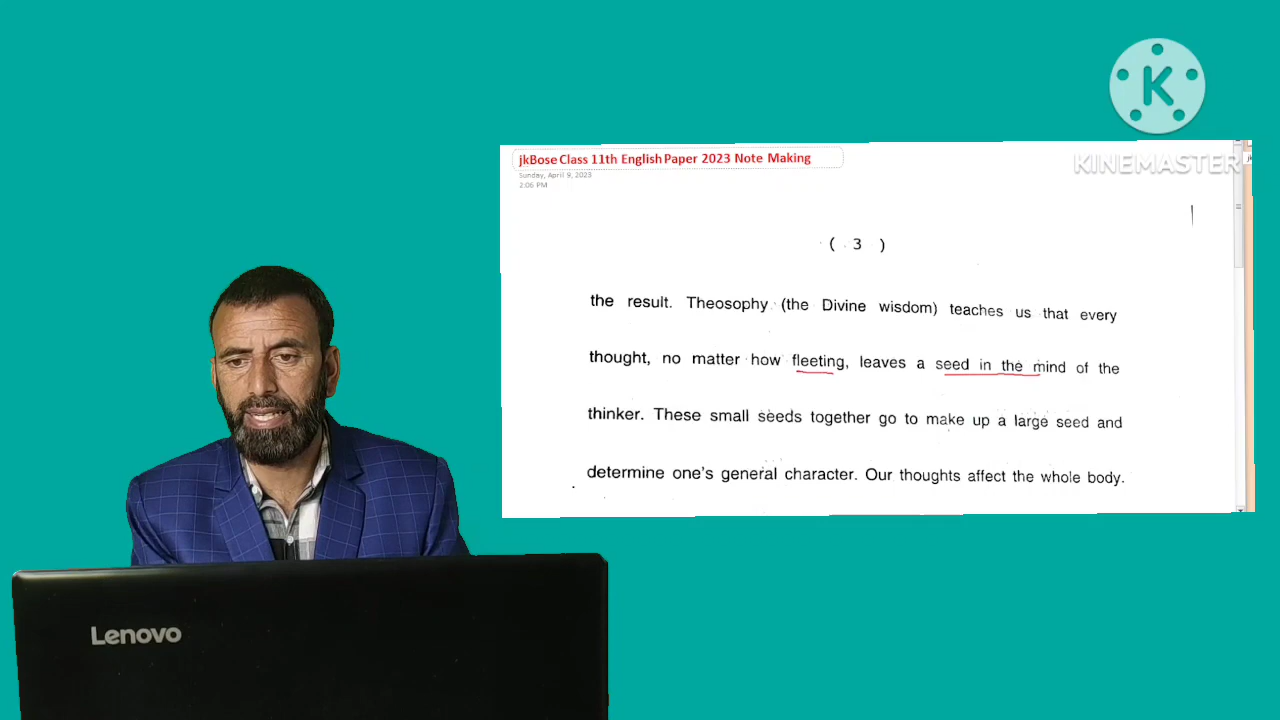 KINEMASTER
jkBose Class 11th English Paper 2023 Note Making
Sunday, April 9, 2023
2:06 PM
( 3 )
the result. Theosophy (the Divine wisdom) teaches us that every
thought, no matter how fleeting, leaves a seed in the mind of the
thinker. These small seeds together go to make up a large seed and
determine one's general character. Our thoughts affect the whole body.
Lenovo